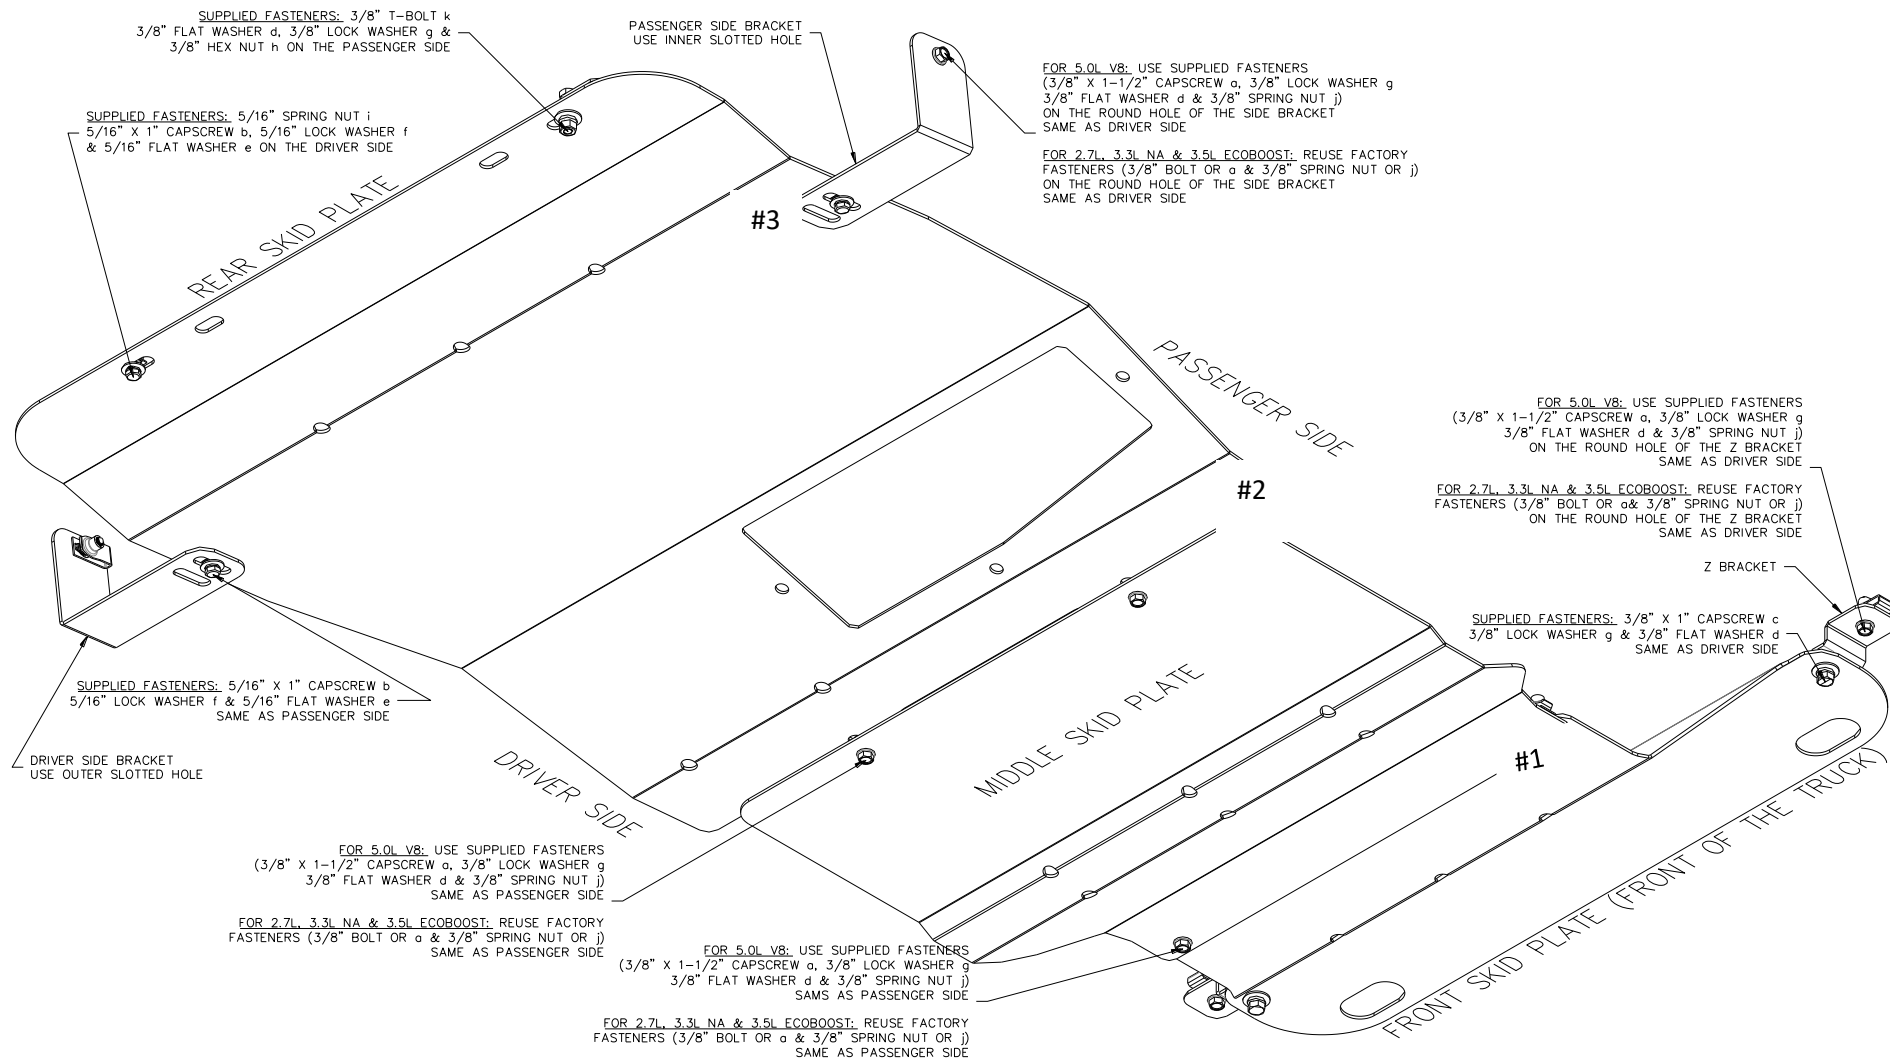 SUPPLIED FASTENERS: 3/8" T-BOLT k
3/8" FLAT WASHER d, 3/8" LOCK WASHER g &
3/8" HEX NUT h ON THE PASSENGER SIDE
PASSENGER SIDE BRACKET
USE INNER SLOTTED HOLE
FOR 5.0L V8: USE SUPPLIED FASTENERS
(3/8" X 1-1/2" CAPSCREW a, 3/8" LOCK WASHER g
3/8" FLAT WASHER d & 3/8" SPRING NUT j)
ON THE ROUND HOLE OF THE SIDE BRACKET
SAME AS DRIVER SIDE
FOR 2.7L, 3.3L NA & 3.5L ECOBOOST: REUSE FACTORY
FASTENERS (3/8" BOLT OR a & 3/8" SPRING NUT OR j)
ON THE ROUND HOLE OF THE SIDE BRACKET
SAME AS DRIVER SIDE
SUPPLIED FASTENERS: 5/16" SPRING NUT i
5/16" X 1" CAPSCREW b, 5/16" LOCK WASHER f
& 5/16" FLAT WASHER e ON THE DRIVER SIDE
REAR SKID PLATE
#3
PASSENGER SIDE
#2
FOR 5.0L V8: USE SUPPLIED FASTENERS
(3/8" X 1-1/2" CAPSCREW a, 3/8" LOCK WASHER g
3/8" FLAT WASHER d & 3/8" SPRING NUT j)
ON THE ROUND HOLE OF THE Z BRACKET
SAME AS DRIVER SIDE
FOR 2.7L, 3.3L NA & 3.5L ECOBOOST: REUSE FACTORY
FASTENERS (3/8" BOLT OR a& 3/8" SPRING NUT OR j)
ON THE ROUND HOLE OF THE Z BRACKET
SAME AS DRIVER SIDE
Z BRACKET
SUPPLIED FASTENERS: 3/8" X 1" CAPSCREW c
3/8" LOCK WASHER g & 3/8" FLAT WASHER d
SAME AS DRIVER SIDE
SUPPLIED FASTENERS: 5/16" X 1" CAPSCREW b
5/16" LOCK WASHER f & 5/16" FLAT WASHER e
SAME AS PASSENGER SIDE
DRIVER SIDE BRACKET
USE OUTER SLOTTED HOLE
DRIVER SIDE
MIDDLE SKID PLATE
#1
FRONT SKID PLATE (FRONT OF THE TRUCK)
FOR 5.0L V8: USE SUPPLIED FASTENERS
(3/8" X 1-1/2" CAPSCREW a, 3/8" LOCK WASHER g
3/8" FLAT WASHER d & 3/8" SPRING NUT j)
SAME AS PASSENGER SIDE
FOR 2.7L, 3.3L NA & 3.5L ECOBOOST: REUSE FACTORY
FASTENERS (3/8" BOLT OR a & 3/8" SPRING NUT OR j)
SAME AS PASSENGER SIDE
FOR 5.0L V8: USE SUPPLIED FASTENERS
(3/8" X 1-1/2" CAPSCREW a, 3/8" LOCK WASHER g
3/8" FLAT WASHER d & 3/8" SPRING NUT j)
SAMS AS PASSENGER SIDE
FOR 2.7L, 3.3L NA & 3.5L ECOBOOST: REUSE FACTORY
FASTENERS (3/8" BOLT OR a & 3/8" SPRING NUT OR j)
SAME AS PASSENGER SIDE